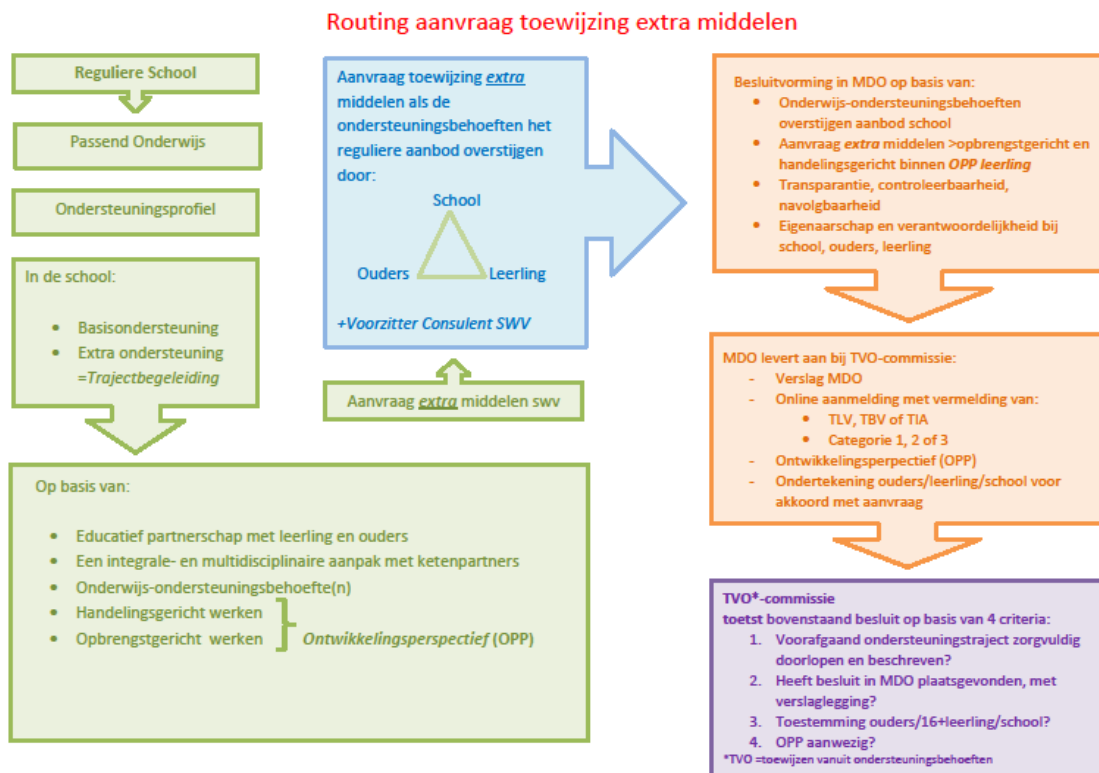 Routing aanvraag toewijzing extra middelen
Reguliere School
Passend Onderwijs
Ondersteuningsprofiel
In de school:
• Basisondersteuning
• Extra ondersteuning
=Trajectbegeleiding
Op basis van:
• Educatief partnerschap met leerling en ouders
• Een integrale- en multidisciplinaire aanpak met ketenpartners
• Onderwijs-ondersteuningsbehoefte(n)
• Handelingsgericht werken
• Opbrengstgericht werken
Ontwikkelingsperspectief (OPP)
Aanvraag toewijzing extra
middelen als de
ondersteuningsbehoeften het
reguliere aanbod overstijgen
door:
School
Ouders
Leerling
+Voorzitter Consulent SWV
Aanvraag extra middelen swv
Besluitvorming in MDO op basis van:
• Onderwijs-ondersteuningsbehoeften
overstijgen aanbod school
• Aanvraag extra middelen >opbrengstgericht en
handelingsgericht binnen OPP leerling
• Transparantie, controleerbaarheid,
navolgbaarheid
• Eigenaarschap en verantwoordelijkheid bij
school, ouders, leerling
MDO levert aan bij TVO-commissie:
- Verslag MDO
- Online aanmelding met vermelding van:
• TLV, TBV of TIA
• Categorie 1, 2 of 3
- Ontwikkelingsperpectief (OPP)
- Ondertekening ouders/leerling/school voor
akkoord met aanvraag
TVO*-commissie
toetst bovenstaand besluit op basis van 4 criteria:
1. Voorafgaand ondersteuningstraject zorgvuldig
doorlopen en beschreven?
2. Heeft besluit in MDO plaatsgevonden, met
verslaglegging?
3. Toestemming ouders/16+leerling/school?
4. OPP aanwezig?
*TVO =toewijzen vanuit ondersteuningsbehoeften